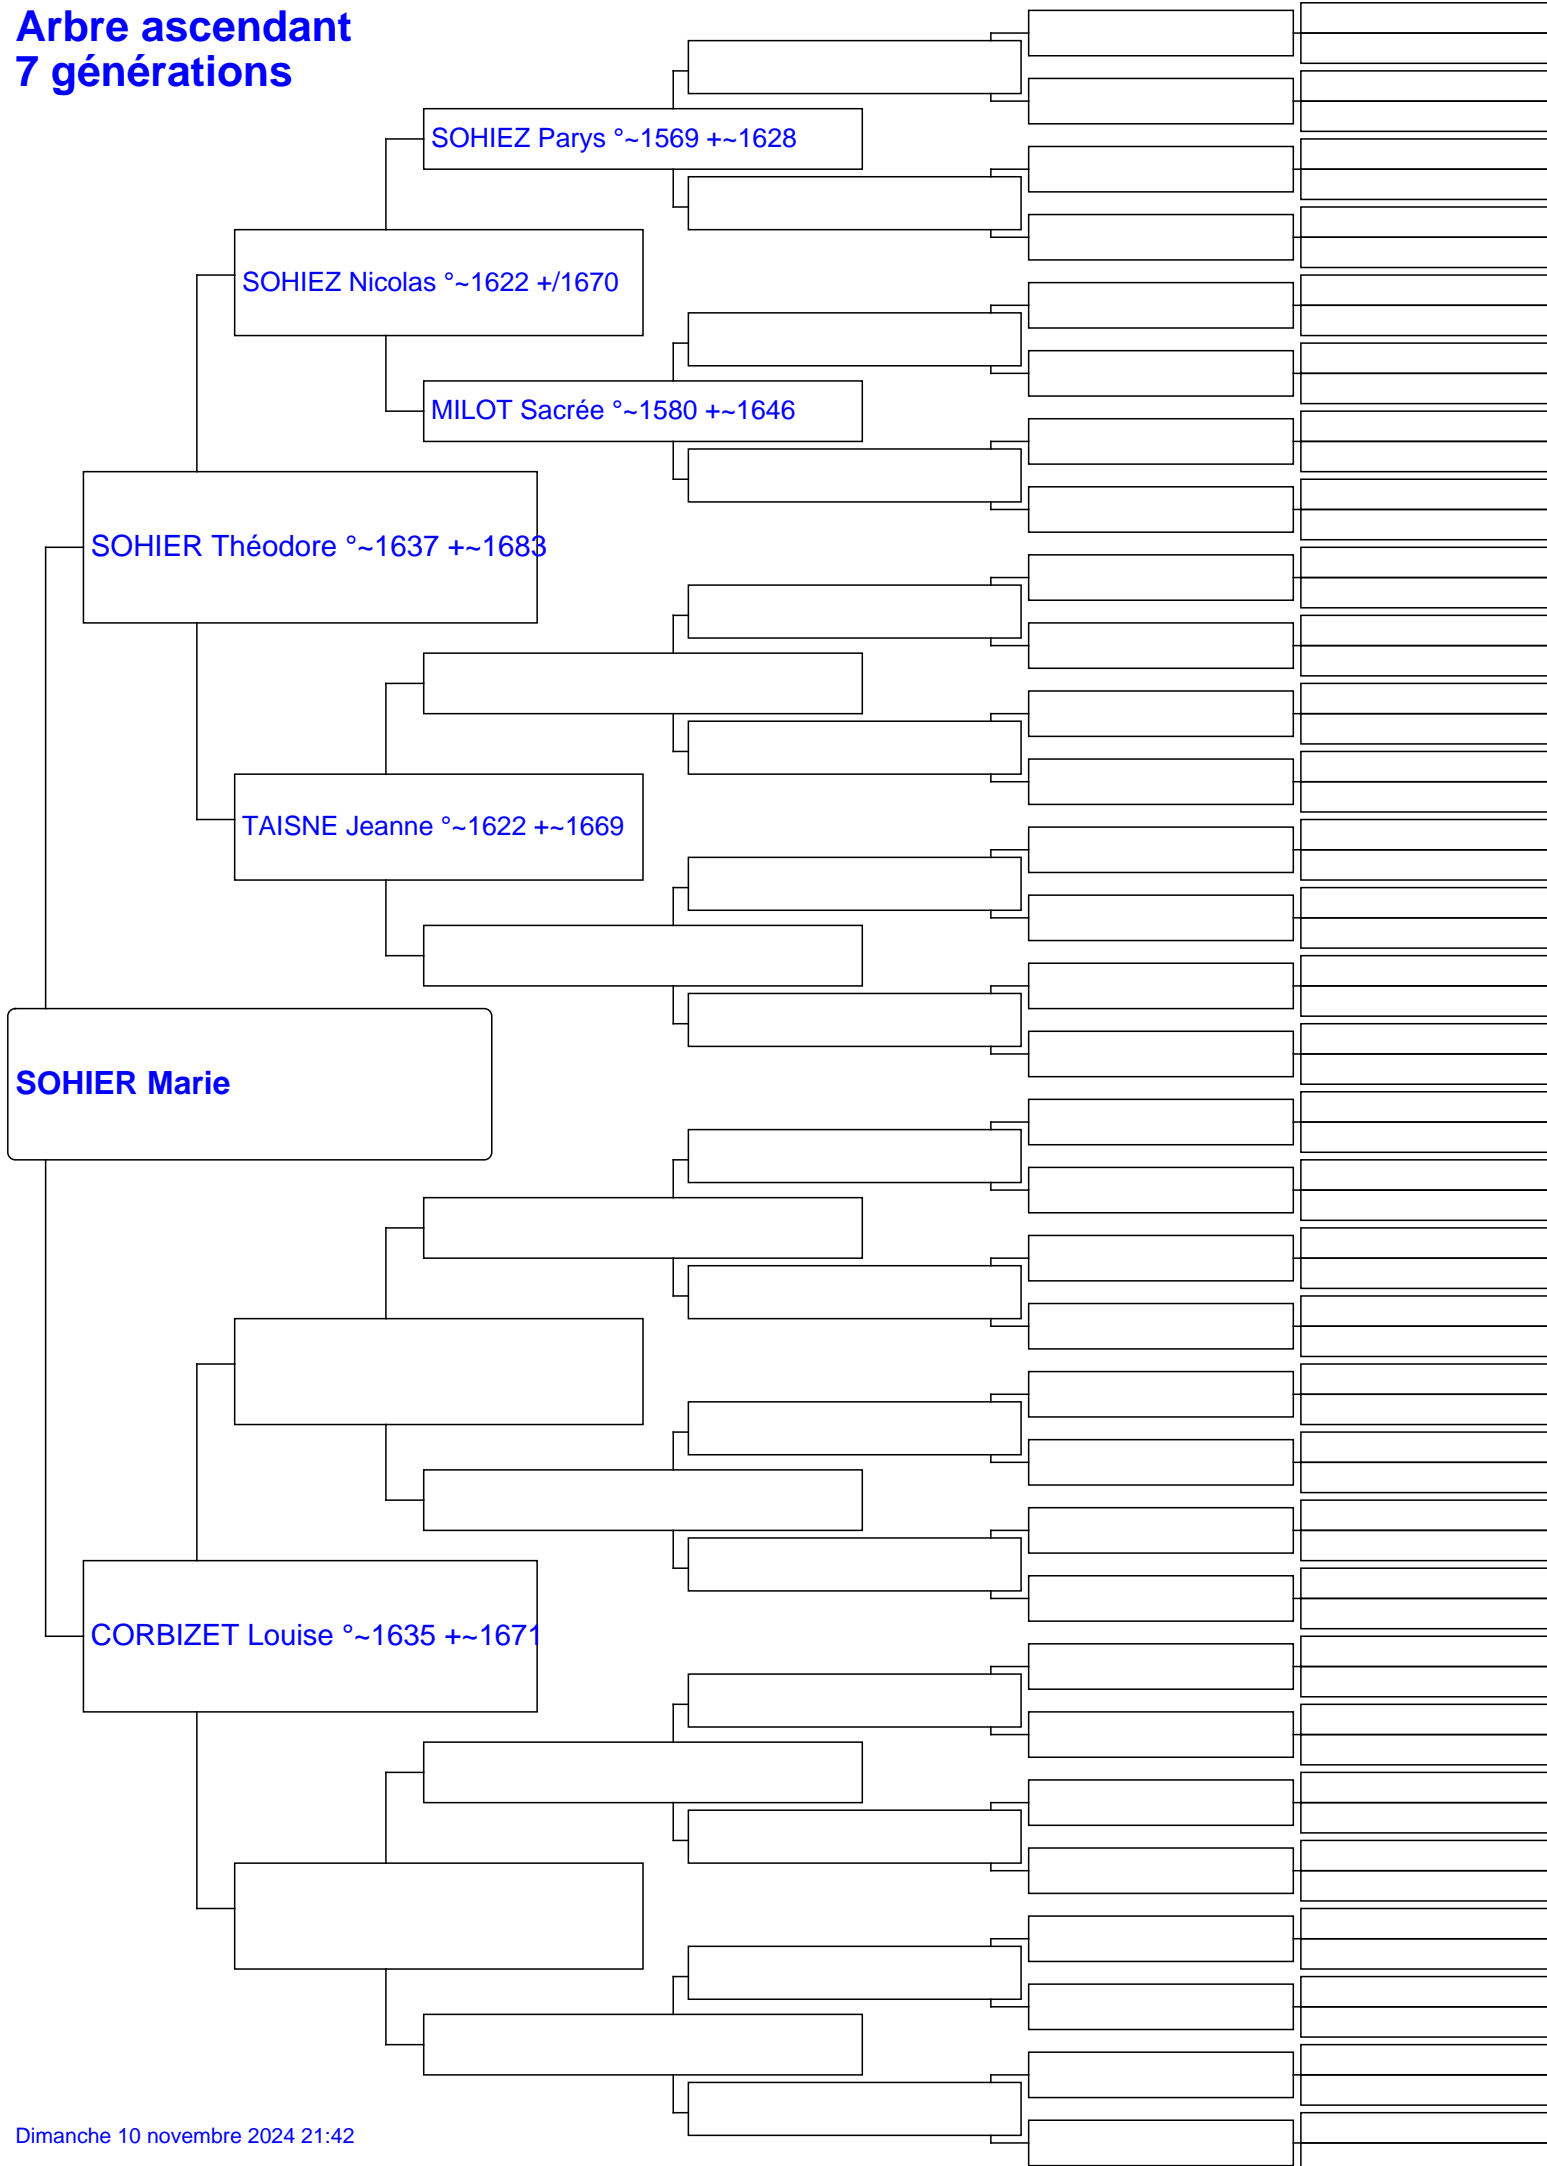 Arbre ascendant
7 générations
SOHIEZ Parys °~1569 +~1628
SOHIEZ Nicolas °~1622 +/1670
MILOT Sacrée °~1580 +~1646
SOHIER Théodore °~1637 +~1683
TAISNE Jeanne °~1622 +~1669
SOHIER Marie
CORBIZET Louise °~1635 +~1671
Dimanche 10 novembre 2024 21:42